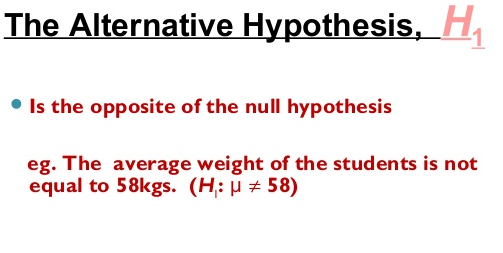 The Alternative Hypothesis, H₁
• Is the opposite of the null hypothesis
eg. The average weight of the students is not
equal to 58kgs. (H₁: μ ≠ 58)